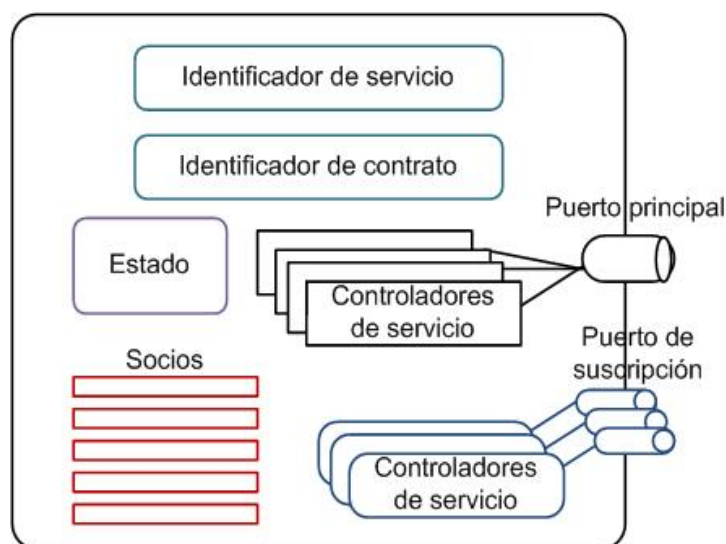 Identificador de servicio
Identificador de contrato
Puerto principal
Estado
Controladores
de servicio
Puerto de
suscripción
Socios
Controladores
de servicio